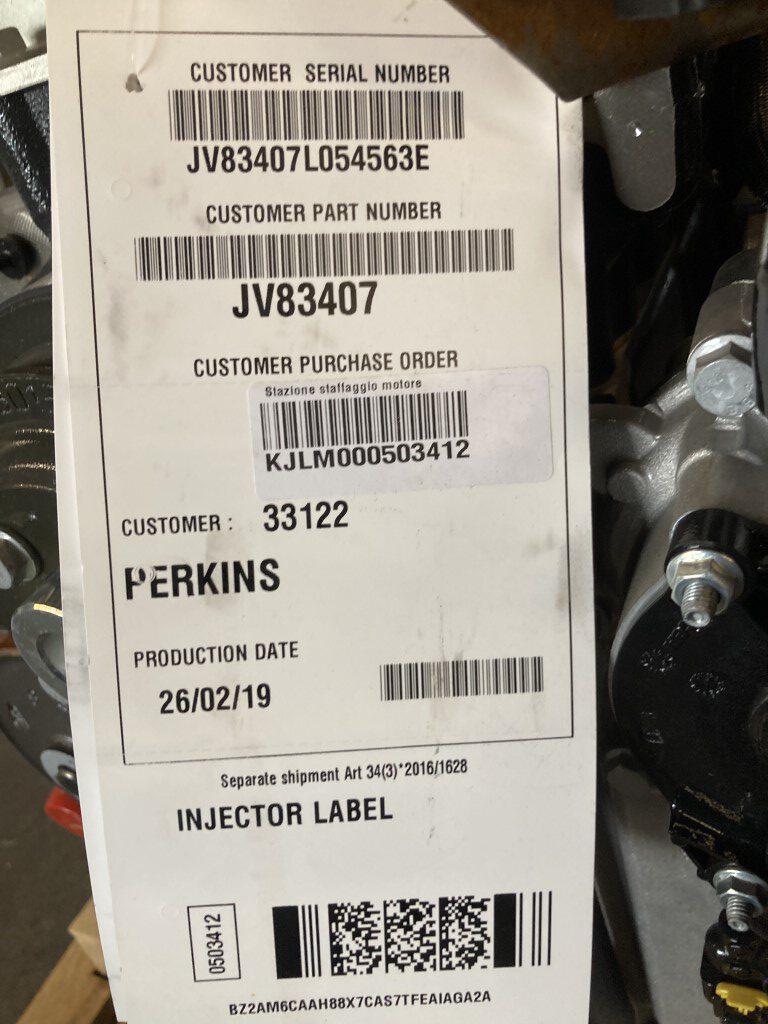 CUSTOMER SERIAL NUMBER
JV83407L054563E
CUSTOMER PART NUMBER
JV83407
CUSTOMER PURCHASE ORDER
Stazione staffaggio motore
KJLM000503412
CUSTOMER : 33122
PERKINS
PRODUCTION DATE
26/02/19
Separate shipment Art 34(3)*2016/1628
INJECTOR LABEL
0503412
BZ2AM6CAAH88X7CAS7TFEAIAGA2A